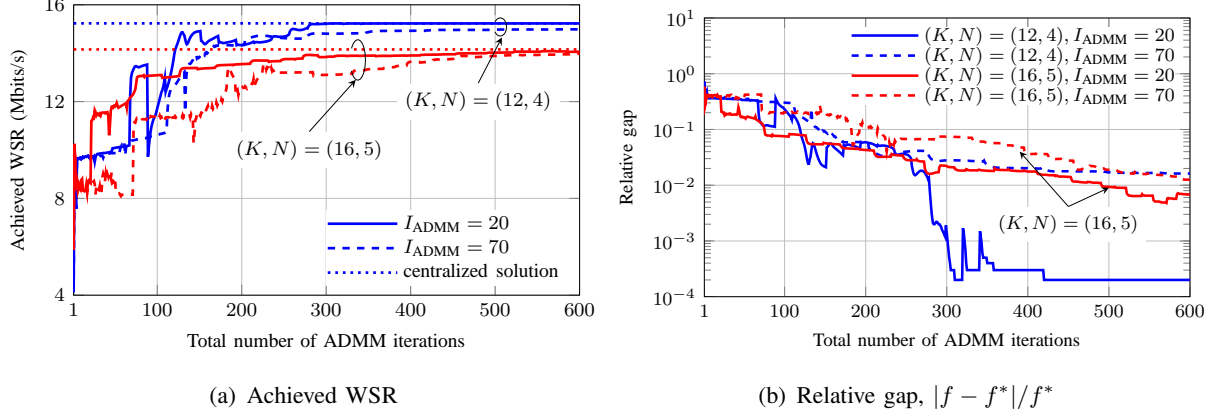 16
12
8
4
Achieved WSR (Mbits/s)
(K, N) = (12, 4)
(K, N) = (16, 5)
I_ADMM = 20
I_ADMM = 70
centralized solution
1 100 200 300 400 500 600
Total number of ADMM iterations
(a) Achieved WSR
10^1
10^0
10^−1
10^−2
10^−3
10^−4
Relative gap
(K, N) = (12, 4), I_ADMM = 20
(K, N) = (12, 4), I_ADMM = 70
(K, N) = (16, 5), I_ADMM = 20
(K, N) = (16, 5), I_ADMM = 70
(K, N) = (16, 5)
1 100 200 300 400 500 600
Total number of ADMM iterations
(b) Relative gap, |f − f*|/f*